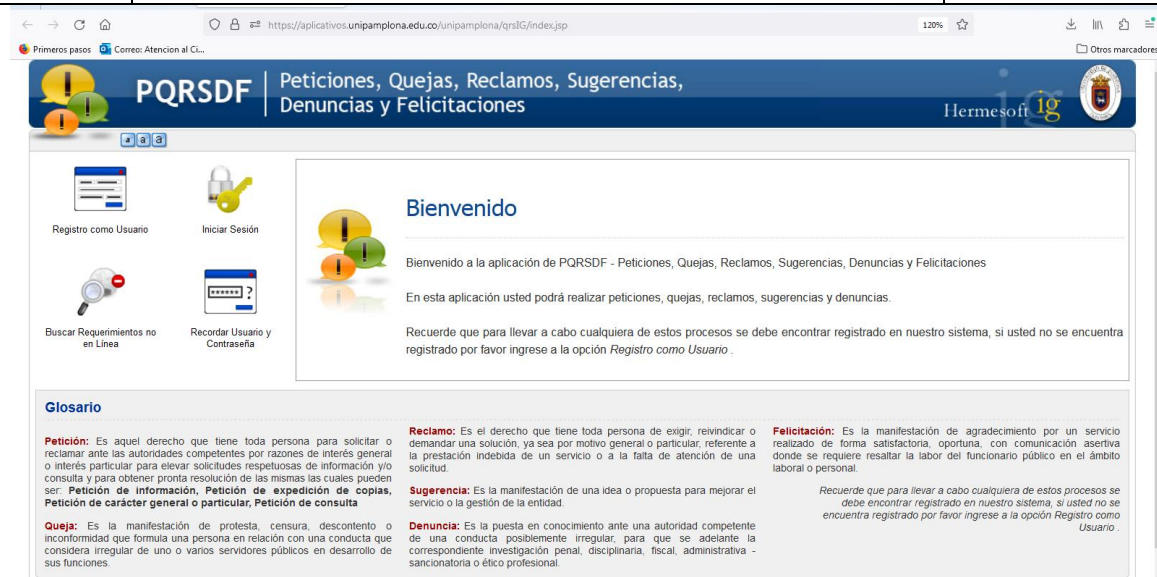 https://aplicativos.unipamplona.edu.co/unipamplona/qrsIG/index.jsp
120%
Primeros pasos
Correo: Atencion al Ci...
Otros marcadores
PQRSDF
Peticiones, Quejas, Reclamos, Sugerencias,
Denuncias y Felicitaciones
Hermesoft ig
a a a
Registro como Usuario
Iniciar Sesión
Buscar Requerimientos no
en Línea
Recordar Usuario y
Contraseña
Bienvenido
Bienvenido a la aplicación de PQRSDF - Peticiones, Quejas, Reclamos, Sugerencias, Denuncias y Felicitaciones
En esta aplicación usted podrá realizar peticiones, quejas, reclamos, sugerencias y denuncias.
Recuerde que para llevar a cabo cualquiera de estos procesos se debe encontrar registrado en nuestro sistema, si usted no se encuentra
registrado por favor ingrese a la opción Registro como Usuario .
Glosario
Petición: Es aquel derecho que tiene toda persona para solicitar o
reclamar ante las autoridades competentes por razones de interés general
o interés particular para elevar solicitudes respetuosas de información y/o
consulta y para obtener pronta resolución de las mismas las cuales pueden
ser: Petición de información, Petición de expedición de copias,
Petición de carácter general o particular, Petición de consulta
Queja: Es la manifestación de protesta, censura, descontento o
inconformidad que formula una persona en relación con una conducta que
considera irregular de uno o varios servidores públicos en desarrollo de
sus funciones.
Reclamo: Es el derecho que tiene toda persona de exigir, reivindicar o
demandar una solución, ya sea por motivo general o particular, referente a
la prestación indebida de un servicio o a la falta de atención de una
solicitud.
Sugerencia: Es la manifestación de una idea o propuesta para mejorar el
servicio o la gestión de la entidad.
Denuncia: Es la puesta en conocimiento ante una autoridad competente
de una conducta posiblemente irregular, para que se adelante la
correspondiente investigación penal, disciplinaria, fiscal, administrativa -
sancionatoria o ético profesional.
Felicitación: Es la manifestación de agradecimiento por un servicio
realizado de forma satisfactoria, oportuna, con comunicación asertiva
donde se requiere resaltar la labor del funcionario público en el ámbito
laboral o personal.
Recuerde que para llevar a cabo cualquiera de estos procesos se
debe encontrar registrado en nuestro sistema, si usted no se
encuentra registrado por favor ingrese a la opción Registro como
Usuario .